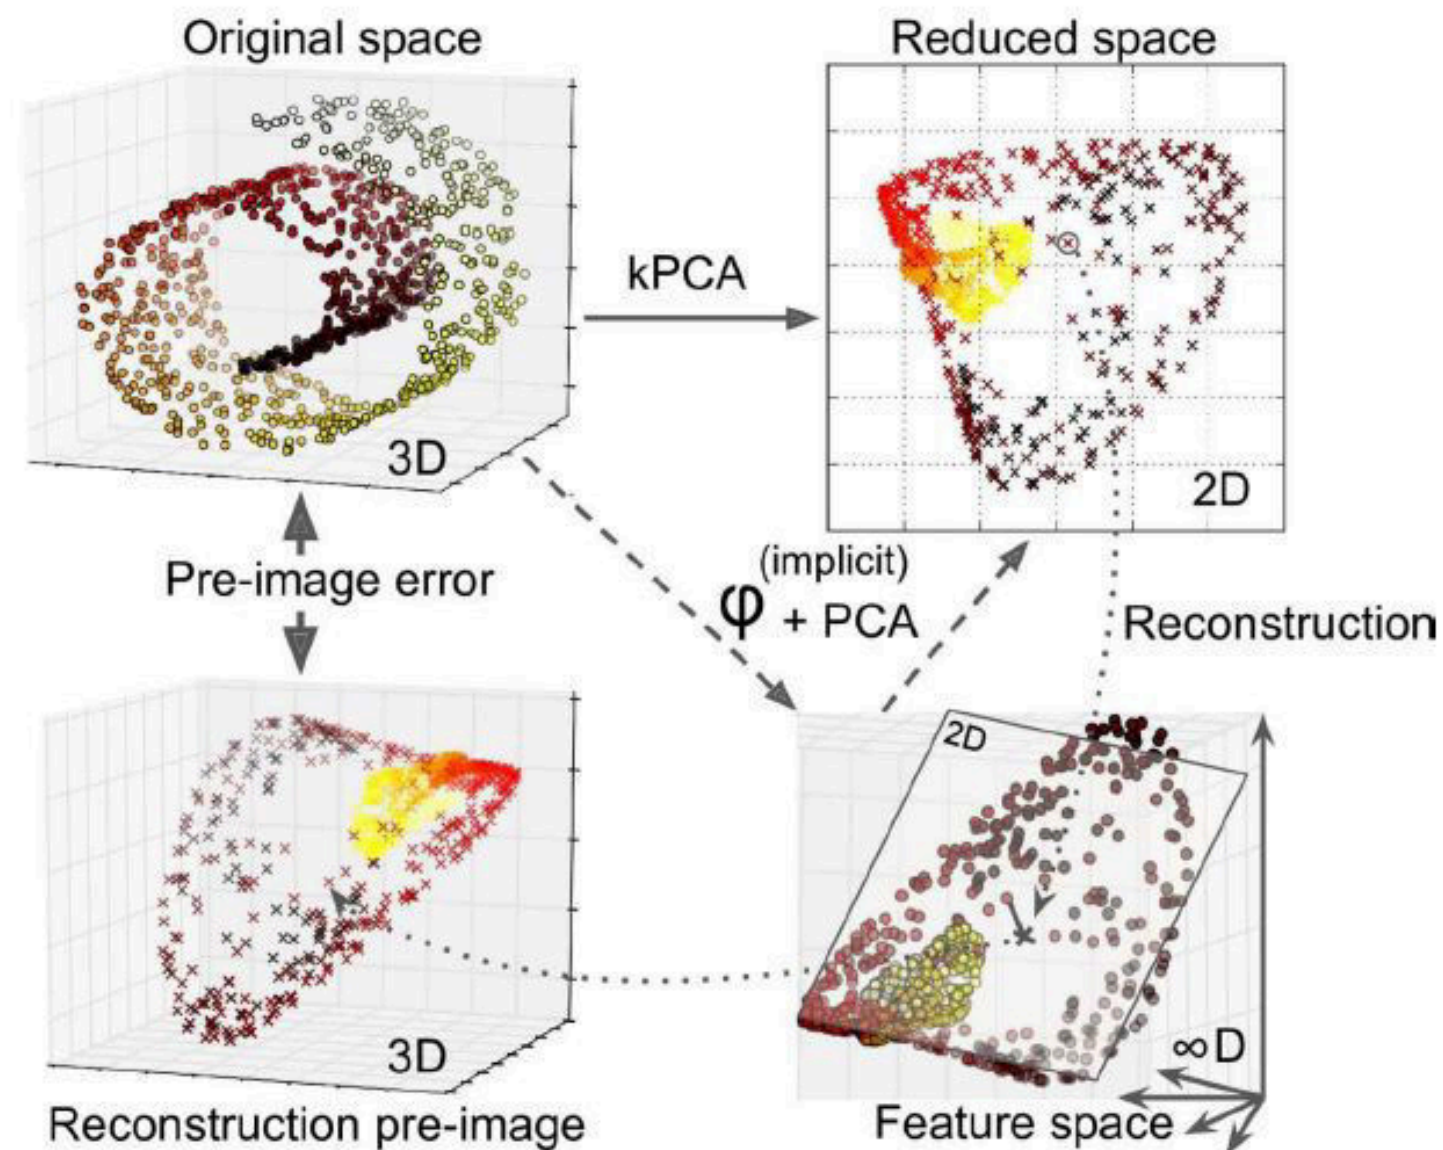 Original space
Reduced space
kPCA
3D
2D
Pre-image error
(implicit)
φ + PCA
Reconstruction
2D
3D
∞D
Reconstruction pre-image
Feature space